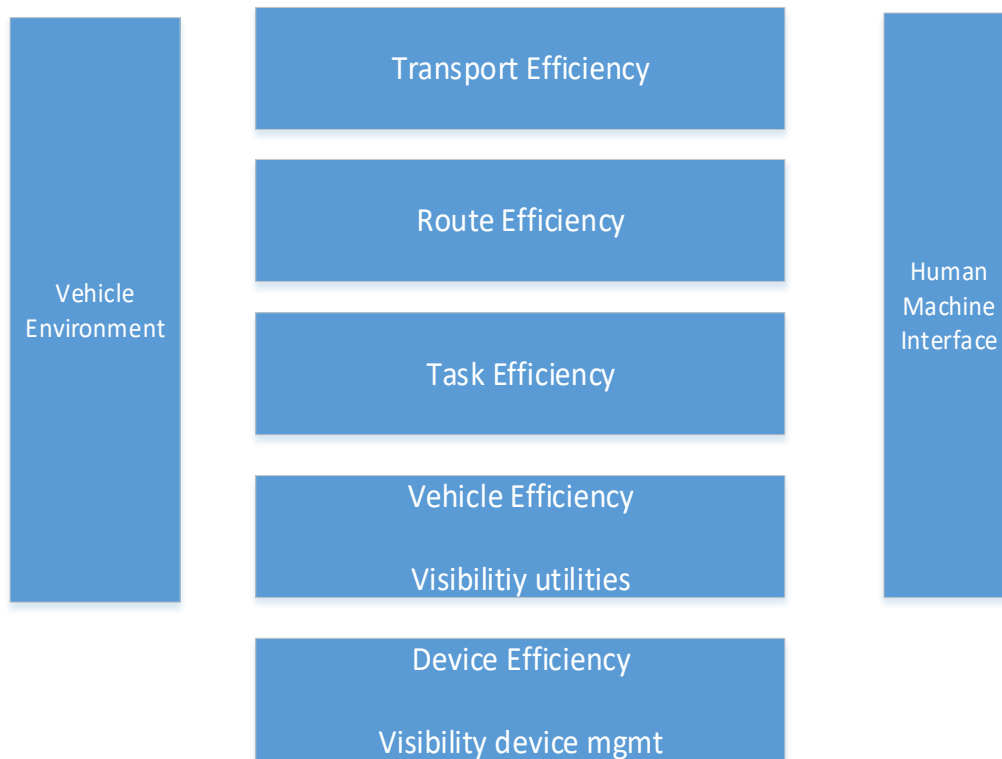 Vehicle
Environment
Transport Efficiency
Route Efficiency
Task Efficiency
Vehicle Efficiency
Visibilitiy utilities
Device Efficiency
Visibility device mgmt
Human
Machine
Interface